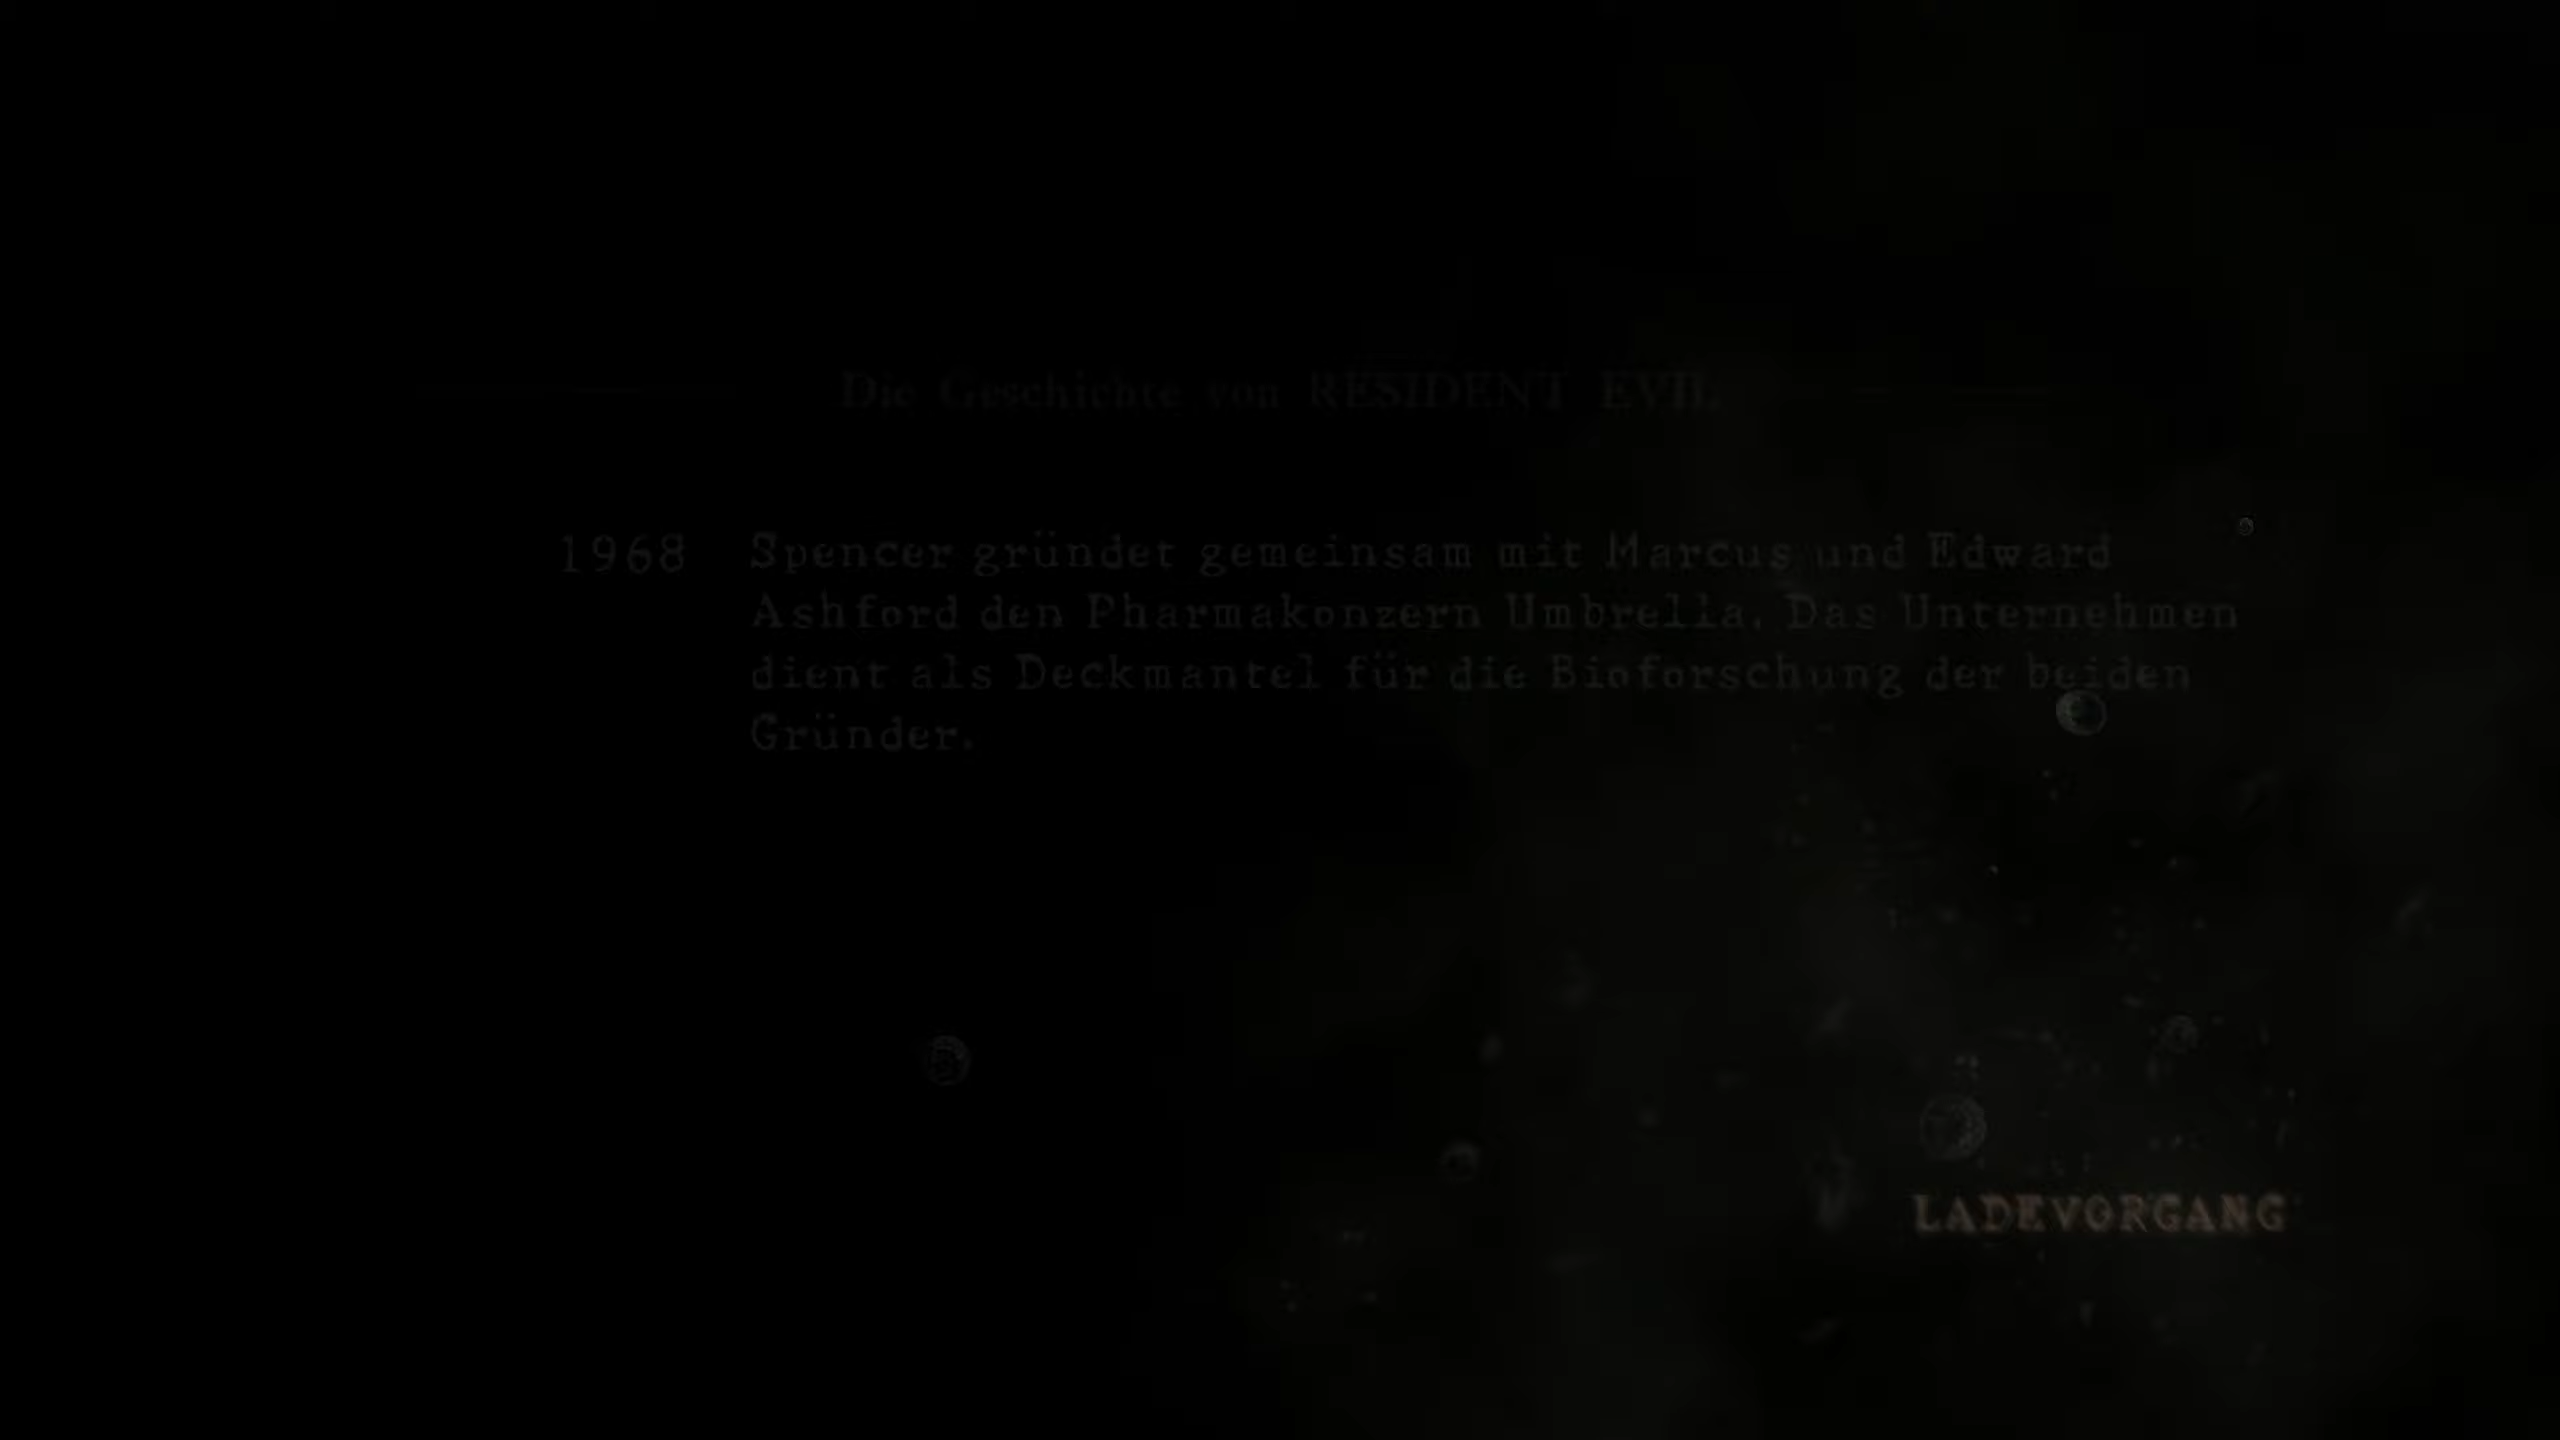 Die Geschichte von RESIDENT EVIL
1968
Spencer gründet gemeinsam mit Marcus und Edward
Ashford den Pharmakonzern Umbrella. Das Unternehmen
dient als Deckmantel für die Bioforschung der beiden
Gründer.
LADEVORGANG